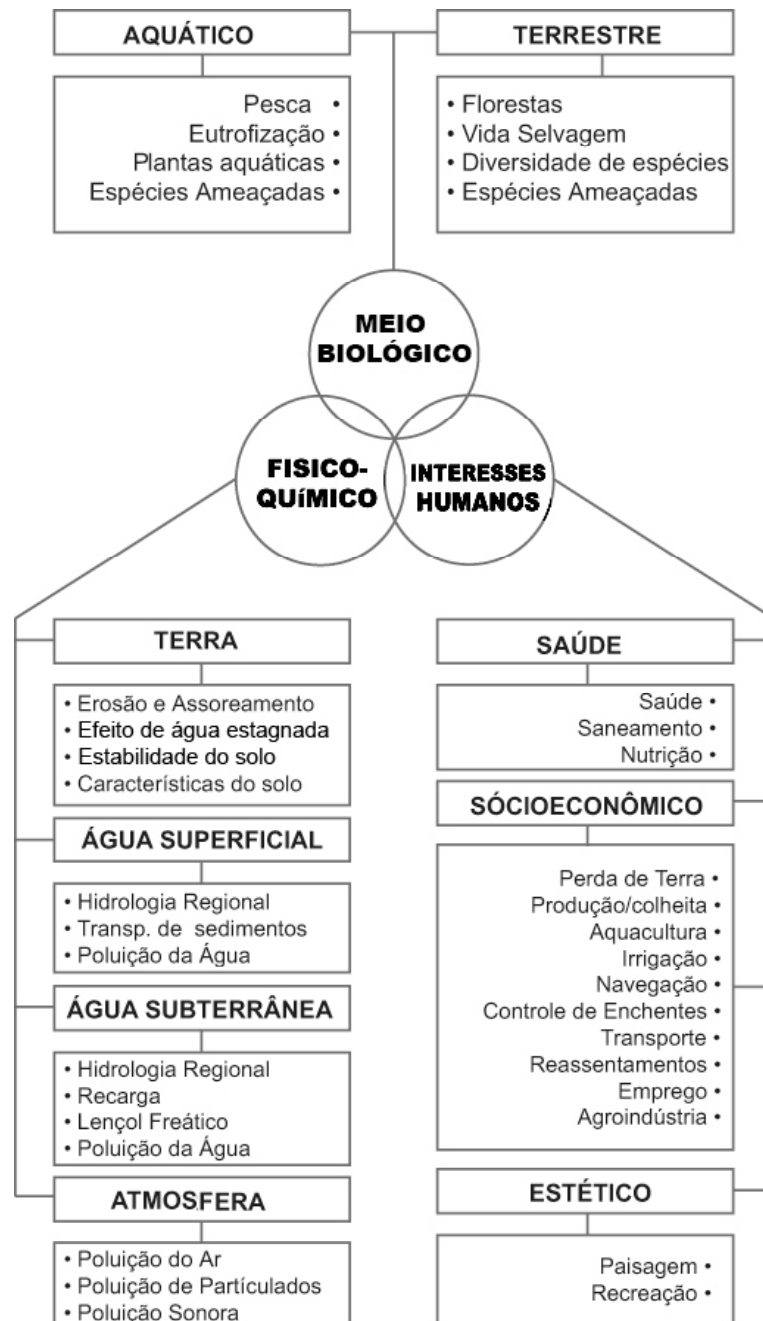 AQUÁTICO
Pesca •
Eutrofização •
Plantas aquáticas •
Espécies Ameaçadas •
TERRESTRE
• Florestas
• Vida Selvagem
• Diversidade de espécies
• Espécies Ameaçadas
MEIO
BIOLÓGICO
FISICO-
QUíMICO
INTERESSES
HUMANOS
TERRA
• Erosão e Assoreamento
• Efeito de água estagnada
• Estabilidade do solo
• Características do solo
ÁGUA SUPERFICIAL
• Hidrologia Regional
• Transp. de sedimentos
• Poluição da Água
ÁGUA SUBTERRÂNEA
• Hidrologia Regional
• Recarga
• Lençol Freático
• Poluição da Água
ATMOSFERA
• Poluição do Ar
• Poluição de Partículados
• Poluição Sonora
SAÚDE
Saúde •
Saneamento •
Nutrição •
SÓCIOECONÔMICO
Perda de Terra •
Produção/colheita •
Aquacultura •
Irrigação •
Navegação •
Controle de Enchentes •
Transporte •
Reassentamentos •
Emprego •
Agroindústria •
ESTÉTICO
Paisagem •
Recreação •